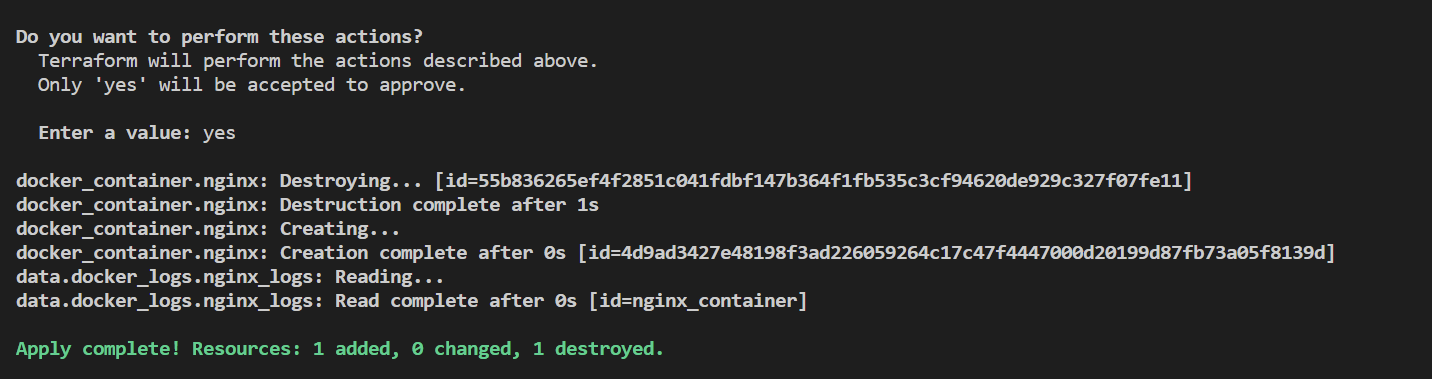 Do you want to perform these actions?
Terraform will perform the actions described above.
Only 'yes' will be accepted to approve.
Enter a value: yes
docker_container.nginx: Destroying... [id=55b836265ef4f2851c041fdbf147b364f1fb535c3cf94620de929c327f07fe11]
docker_container.nginx: Destruction complete after 1s
docker_container.nginx: Creating...
docker_container.nginx: Creation complete after 0s [id=4d9ad3427e48198f3ad226059264c17c47f4447000d20199d87fb73a05f8139d]
data.docker_logs.nginx_logs: Reading...
data.docker_logs.nginx_logs: Read complete after 0s [id=nginx_container]
Apply complete! Resources: 1 added, 0 changed, 1 destroyed.